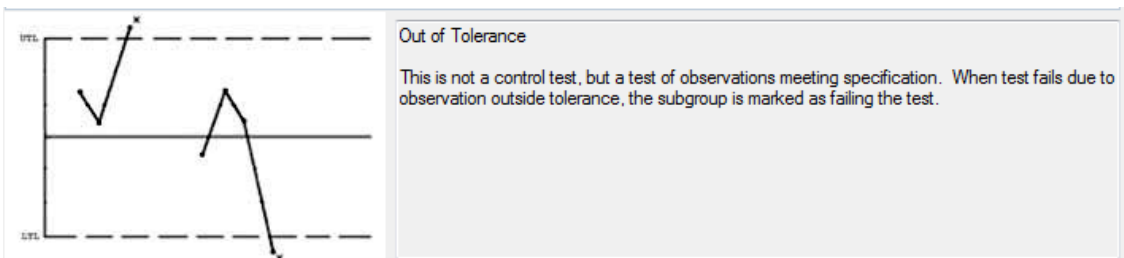 UTL
x
LTL
x
Out of Tolerance
This is not a control test, but a test of observations meeting specification.  When test fails due to
observation outside tolerance, the subgroup is marked as failing the test.